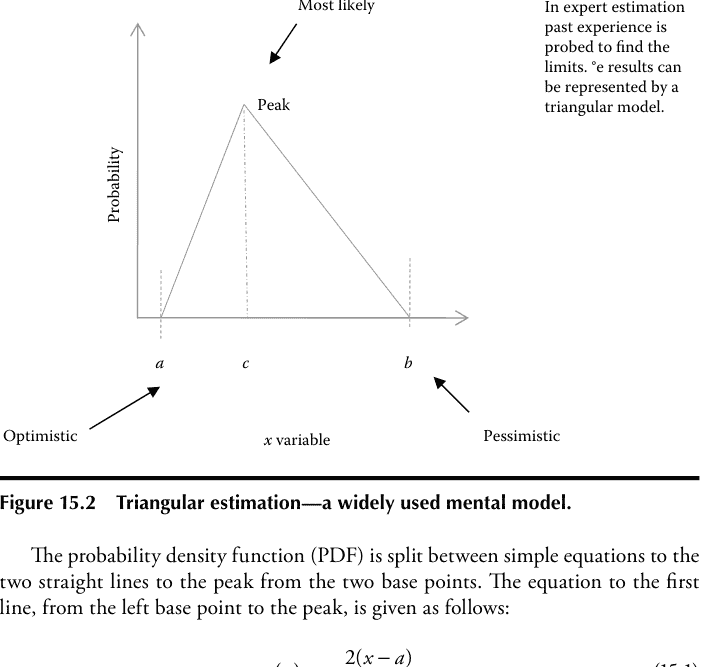 Most likely
In expert estimation
past experience is
probed to find the
limits. °e results can
be represented by a
triangular model.
Peak
Probability
a
c
b
Optimistic
x variable
Pessimistic
Figure 15.2 Triangular estimation—a widely used mental model.
The probability density function (PDF) is split between simple equations to the
two straight lines to the peak from the two base points. The equation to the first
line, from the left base point to the peak, is given as follows:
2(x − a)